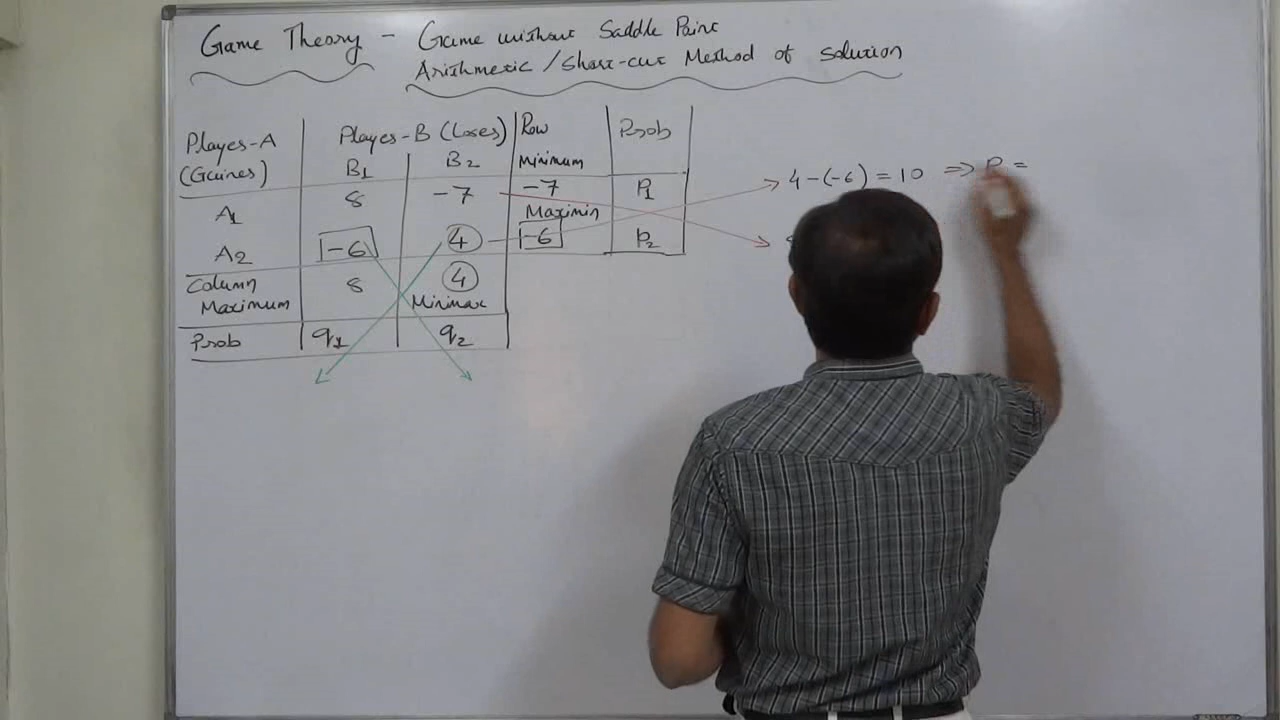 Game Theory - Game without Saddle Point
Arithmetic / Short-cut Method of Solution
Player-A Player-B (Loser) Row Prob
(Gainer) B1 B2 Minimum
A1 8 -7 -7 P1
Maximin
A2 -6 4 -6 P2
Column 8 4
Maximum Minimax
Prob q1 q2
4-(-6) = 10 ⇒ P =